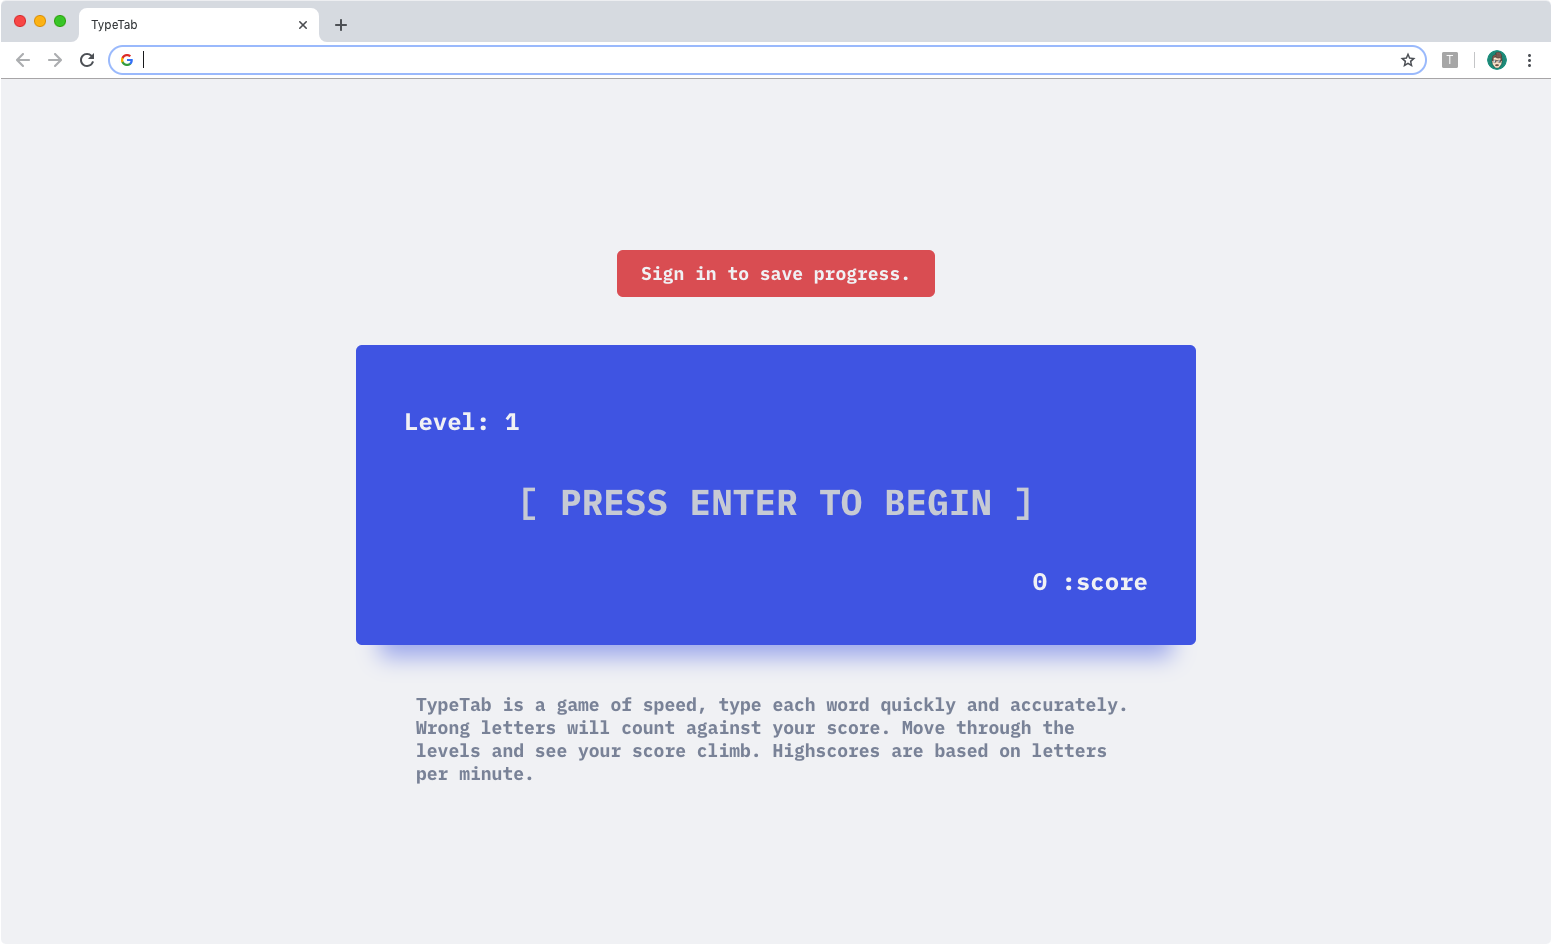 TypeTab
T
Sign in to save progress.
Level: 1
[ PRESS ENTER TO BEGIN ]
0 :score
TypeTab is a game of speed, type each word quickly and accurately.
Wrong letters will count against your score. Move through the
levels and see your score climb. Highscores are based on letters
per minute.